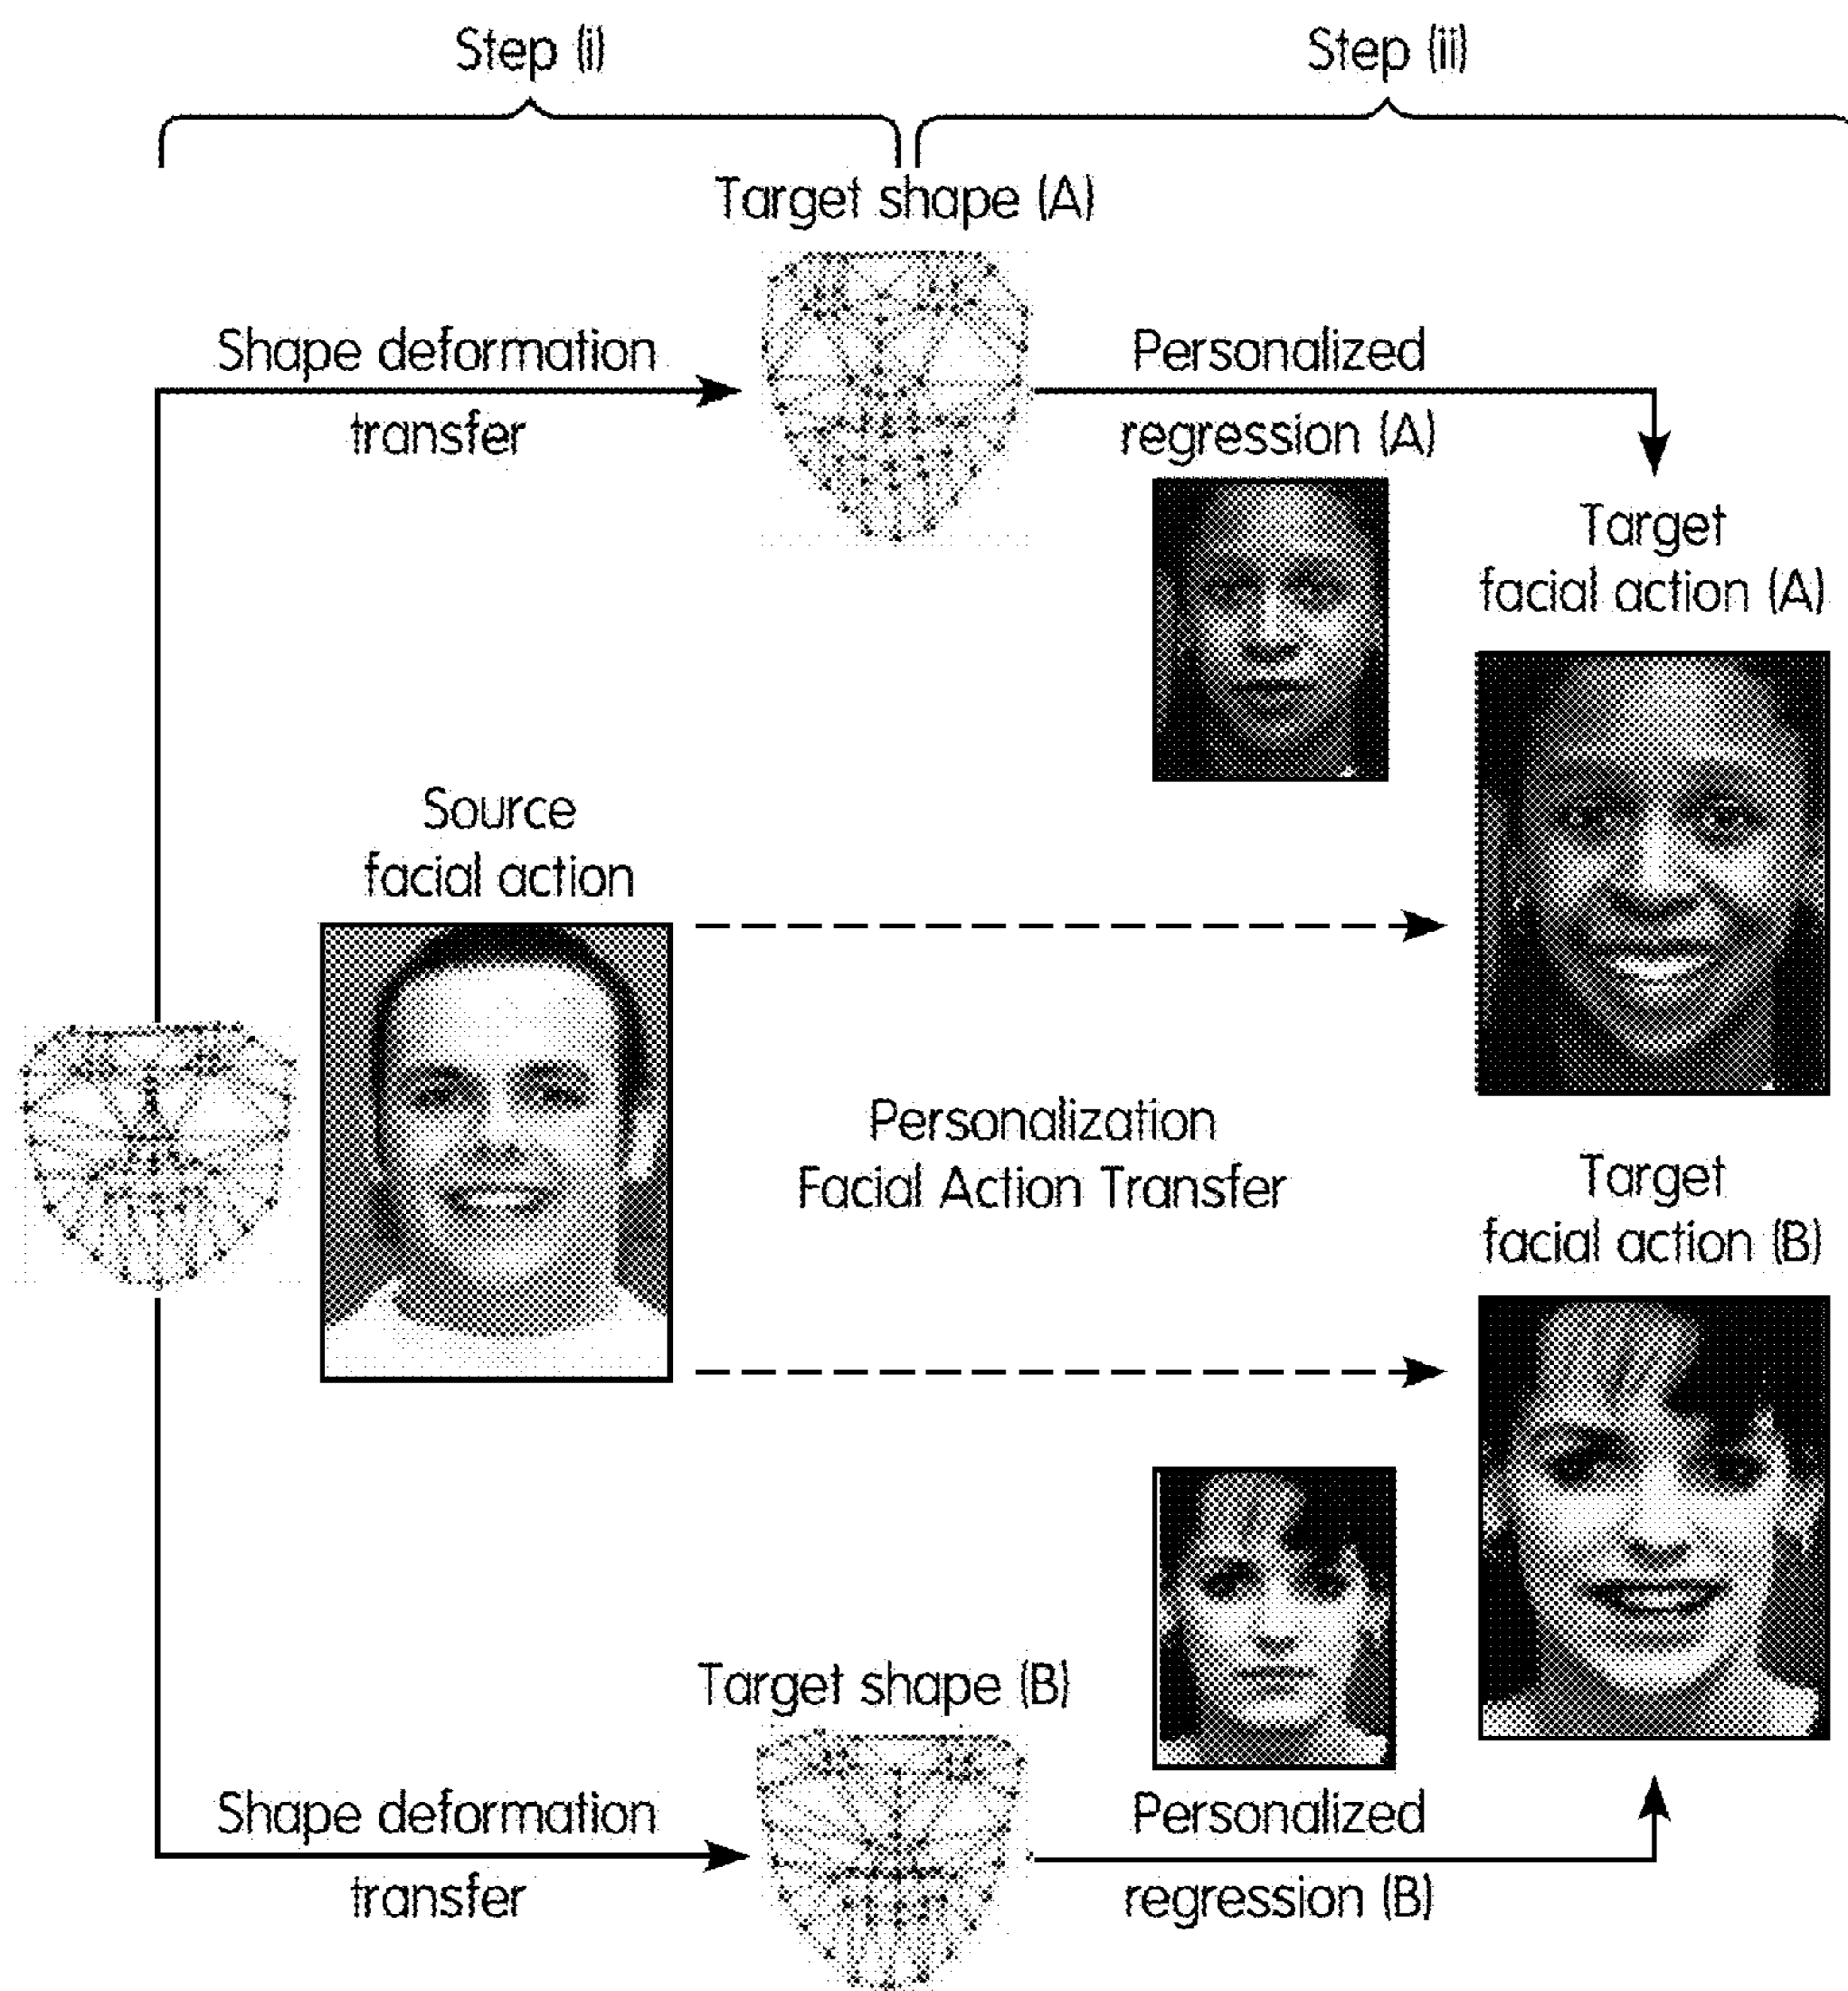 Step (i)
Step (ii)
Target shape (A)
Shape deformation
transfer
Personalized
regression (A)
Target
facial action (A)
Source
facial action
Personalization
Facial Action Transfer
Target
facial action (B)
Target shape (B)
Shape deformation
transfer
Personalized
regression (B)